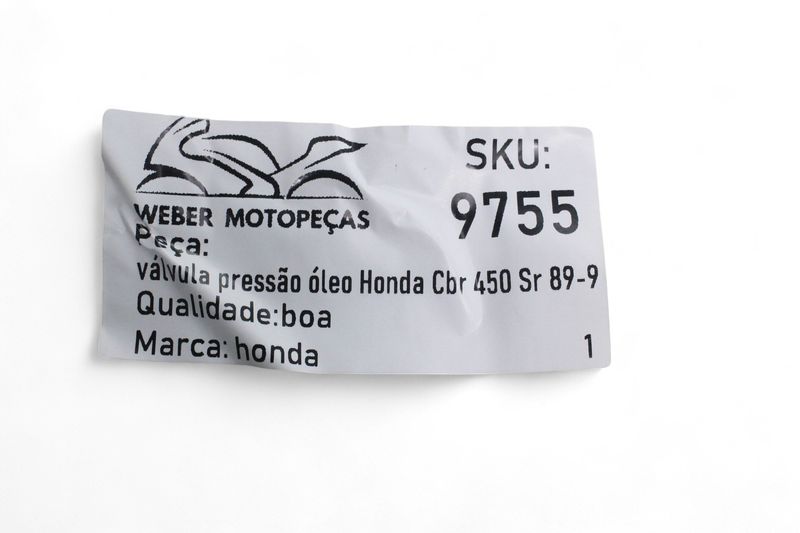 WEBER MOTOPEÇAS
SKU:
9755
Peça:
válvula pressão óleo Honda Cbr 450 Sr 89-9
Qualidade:boa
Marca: honda
1